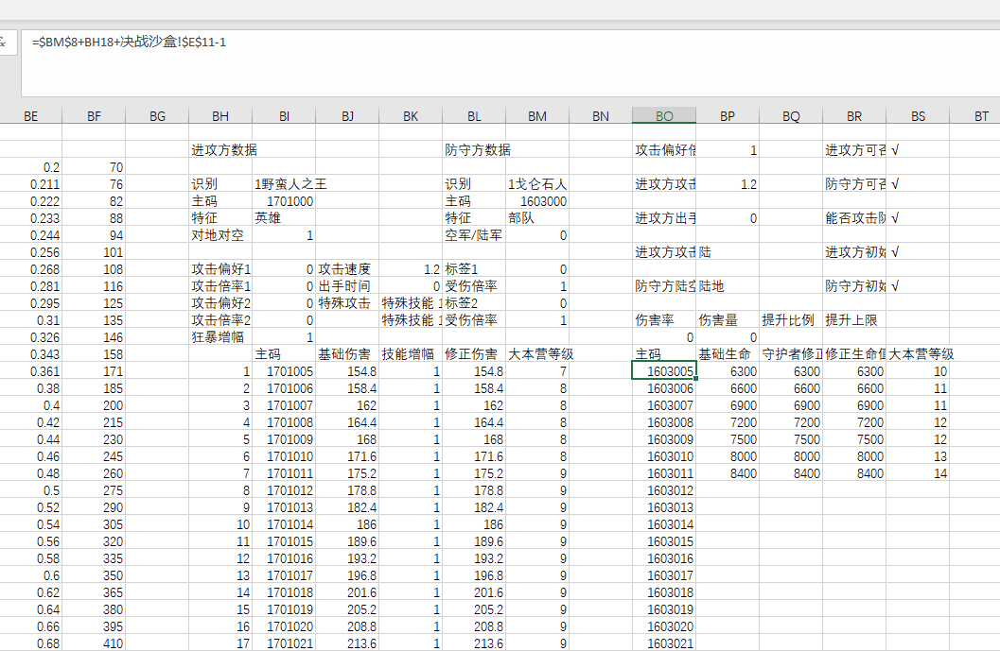 =$BM$8+BH18+决战沙盒!$E$11-1
BE BF BG BH BI BJ BK BL BM BN BO BP BQ BR BS BT
进攻方数据 防守方数据 攻击偏好倍 1 进攻方可否 √
0.2 70
0.211 76 识别 1野蛮人之王 识别 1戈仑石人 进攻方攻击 1.2 防守方可否 √
0.222 82 主码 1701000 主码 1603000
0.233 88 特征 英雄 特征 部队 进攻方出手 0 能否攻击防 √
0.244 94 对地对空 1 空军/陆军 0
0.256 101 进攻方攻击 陆 进攻方初始 √
0.268 108 攻击偏好1 0 攻击速度 1.2 标签1 0
0.281 116 攻击倍率1 0 出手时间 0 受伤倍率 1 防守方陆空 陆地 防守方初始 √
0.295 125 攻击偏好2 0 特殊攻击 特殊技能 1 标签2 0
0.31 135 攻击倍率2 0 特殊技能 1 受伤倍率 1 伤害率 伤害量 提升比例 提升上限
0.326 146 狂暴增幅 1 0 0
0.343 158 主码 基础伤害 技能增幅 修正伤害 大本营等级 主码 基础生命 守护者修正 修正生命值 大本营等级
0.361 171 1 1701005 154.8 1 154.8 7 1603005 6300 6300 6300 10
0.38 185 2 1701006 158.4 1 158.4 8 1603006 6600 6600 6600 11
0.4 200 3 1701007 162 1 162 8 1603007 6900 6900 6900 11
0.42 215 4 1701008 164.4 1 164.4 8 1603008 7200 7200 7200 12
0.44 230 5 1701009 168 1 168 8 1603009 7500 7500 7500 12
0.46 245 6 1701010 171.6 1 171.6 8 1603010 8000 8000 8000 13
0.48 260 7 1701011 175.2 1 175.2 9 1603011 8400 8400 8400 14
0.5 275 8 1701012 178.8 1 178.8 9 1603012
0.52 290 9 1701013 182.4 1 182.4 9 1603013
0.54 305 10 1701014 186 1 186 9 1603014
0.56 320 11 1701015 189.6 1 189.6 9 1603015
0.58 335 12 1701016 193.2 1 193.2 9 1603016
0.6 350 13 1701017 196.8 1 196.8 9 1603017
0.62 365 14 1701018 201.6 1 201.6 9 1603018
0.64 380 15 1701019 205.2 1 205.2 9 1603019
0.66 395 16 1701020 208.8 1 208.8 9 1603020
0.68 410 17 1701021 213.6 1 213.6 9 1603021